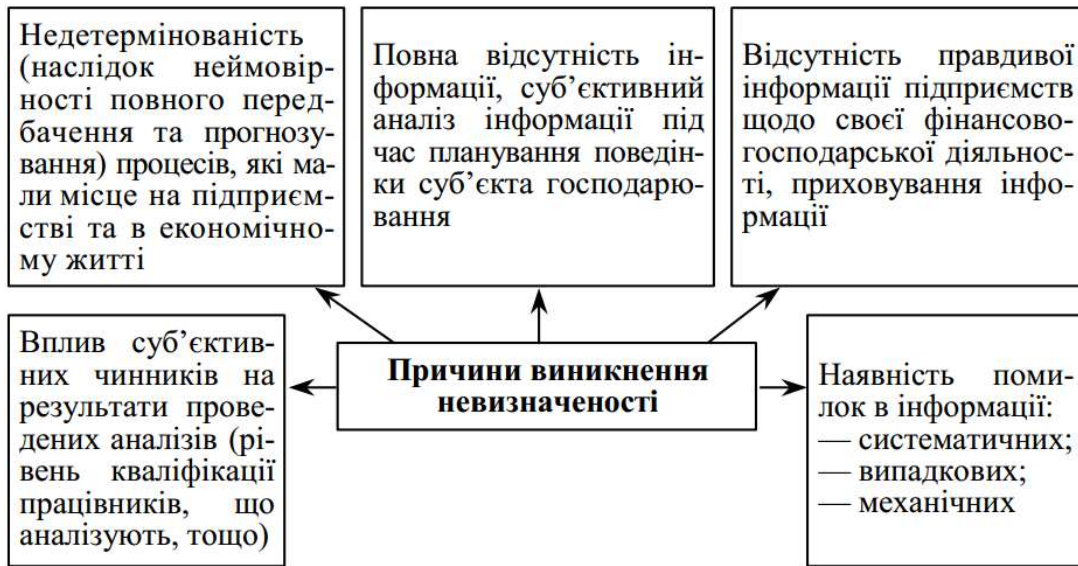 Недетермінованість
(наслідок неймовір-
ності повного перед-
бачення та прогнозу-
вання) процесів, які ма-
ли місце на підприєм-
стві та в економічно-
му житті
Повна відсутність ін-
формації, суб’єктивний
аналіз інформації під
час планування поведін-
ки суб’єкта господарю-
вання
Відсутність правдивої
інформації підприємств
щодо своєї фінансово-
господарської діяльнос-
ті, приховування інфо-
рмації
Вплив суб’єктив-
них чинників на
результати прове-
дених аналізів (рі-
вень кваліфікації
працівників, що
аналізують, тощо)
Причини виникнення
невизначеності
Наявність поми-
лок в інформації:
— систематичних;
— випадкових;
— механічних